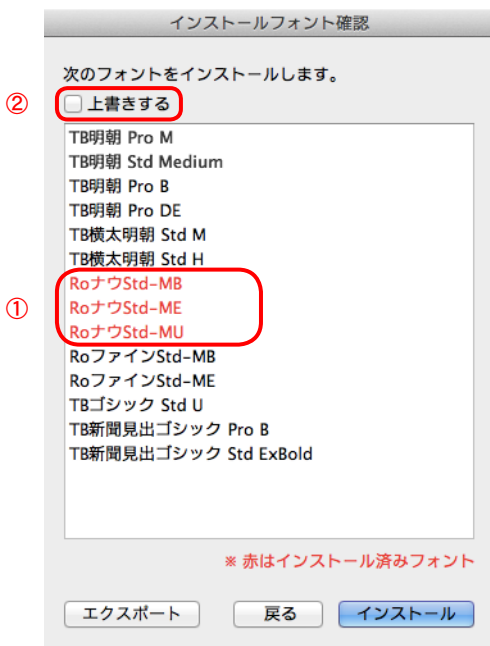 インストールフォント確認
次のフォントをインストールします。
② 上書きする
TB明朝 Pro M
TB明朝 Std Medium
TB明朝 Pro B
TB明朝 Pro DE
TB横太明朝 Std M
TB横太明朝 Std H
RoナウStd-MB
① RoナウStd-ME
RoナウStd-MU
RoファインStd-MB
RoファインStd-ME
TBゴシック Std U
TB新聞見出ゴシック Pro B
TB新聞見出ゴシック Std ExBold
※ 赤はインストール済みフォント
エクスポート 戻る インストール